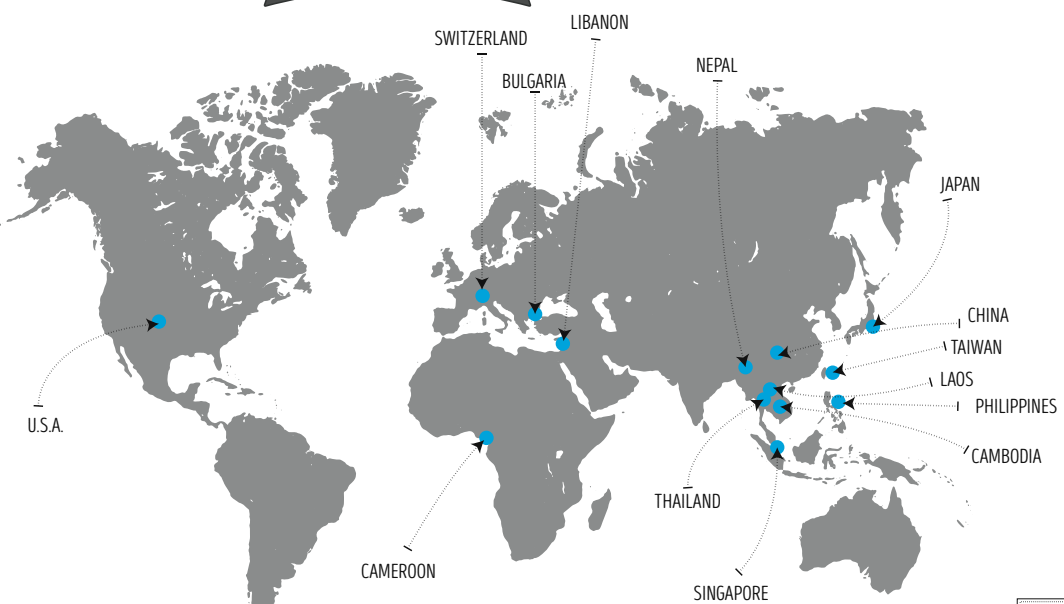 LIBANON
SWITZERLAND
NEPAL
BULGARIA
JAPAN
CHINA
TAIWAN
LAOS
PHILIPPINES
U.S.A.
CAMBODIA
THAILAND
CAMEROON
SINGAPORE